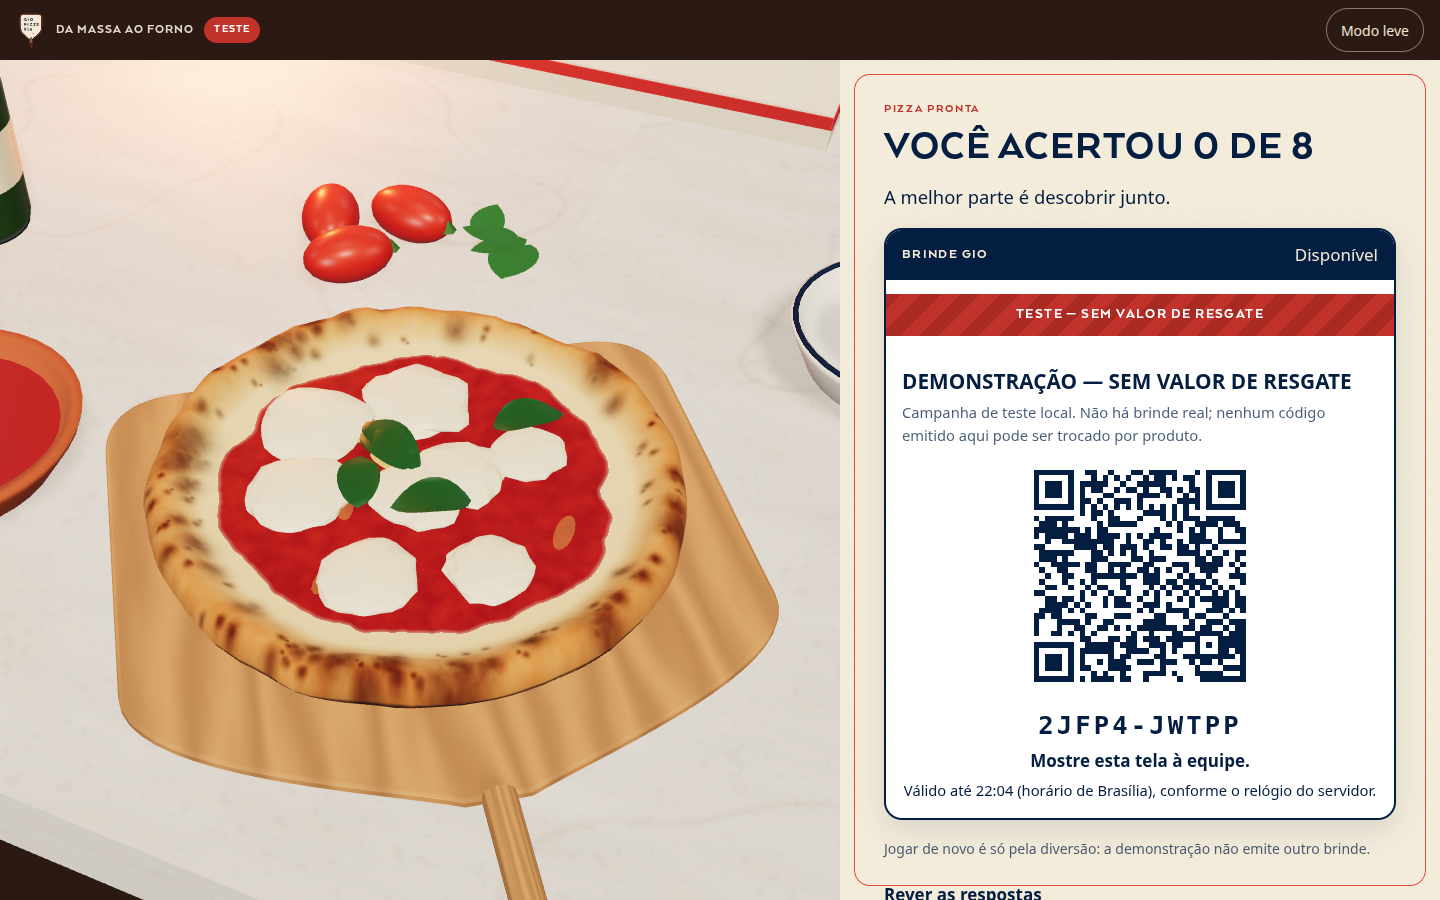 GIO
PIZZE
RIA
DA MASSA AO FORNO
TESTE
Modo leve
PIZZA PRONTA
VOCÊ ACERTOU 0 DE 8
A melhor parte é descobrir junto.
BRINDE GIO
Disponível
TESTE — SEM VALOR DE RESGATE
DEMONSTRAÇÃO — SEM VALOR DE RESGATE
Campanha de teste local. Não há brinde real; nenhum código
emitido aqui pode ser trocado por produto.
2JFP4-JWTPP
Mostre esta tela à equipe.
Válido até 22:04 (horário de Brasília), conforme o relógio do servidor.
Jogar de novo é só pela diversão: a demonstração não emite outro brinde.
Rever as respostas